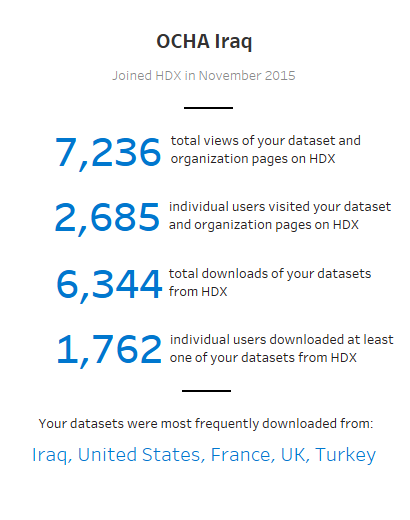 OCHA Iraq
Joined HDX in November 2015
7,236
total views of your dataset and
organization pages on HDX
2,685
individual users visited your dataset
and organization pages on HDX
6,344
total downloads of your datasets
from HDX
1,762
individual users downloaded at least
one of your datasets from HDX
Your datasets were most frequently downloaded from:
Iraq, United States, France, UK, Turkey